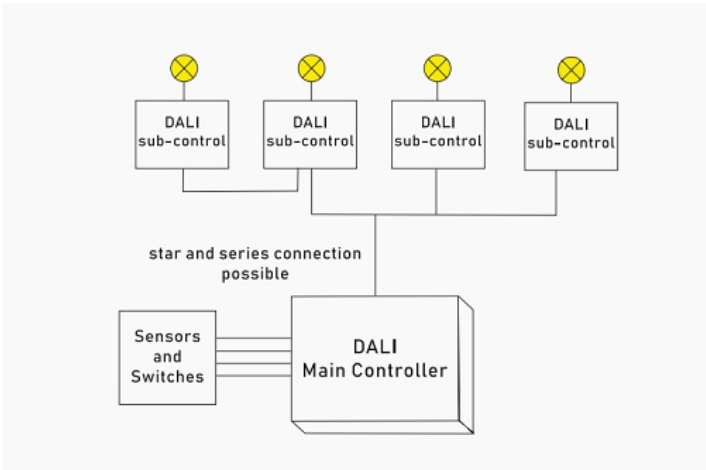 DALI
sub-control
DALI
sub-control
DALI
sub-control
DALI
sub-control
star and series connection
possible
Sensors
and
Switches
DALI
Main Controller